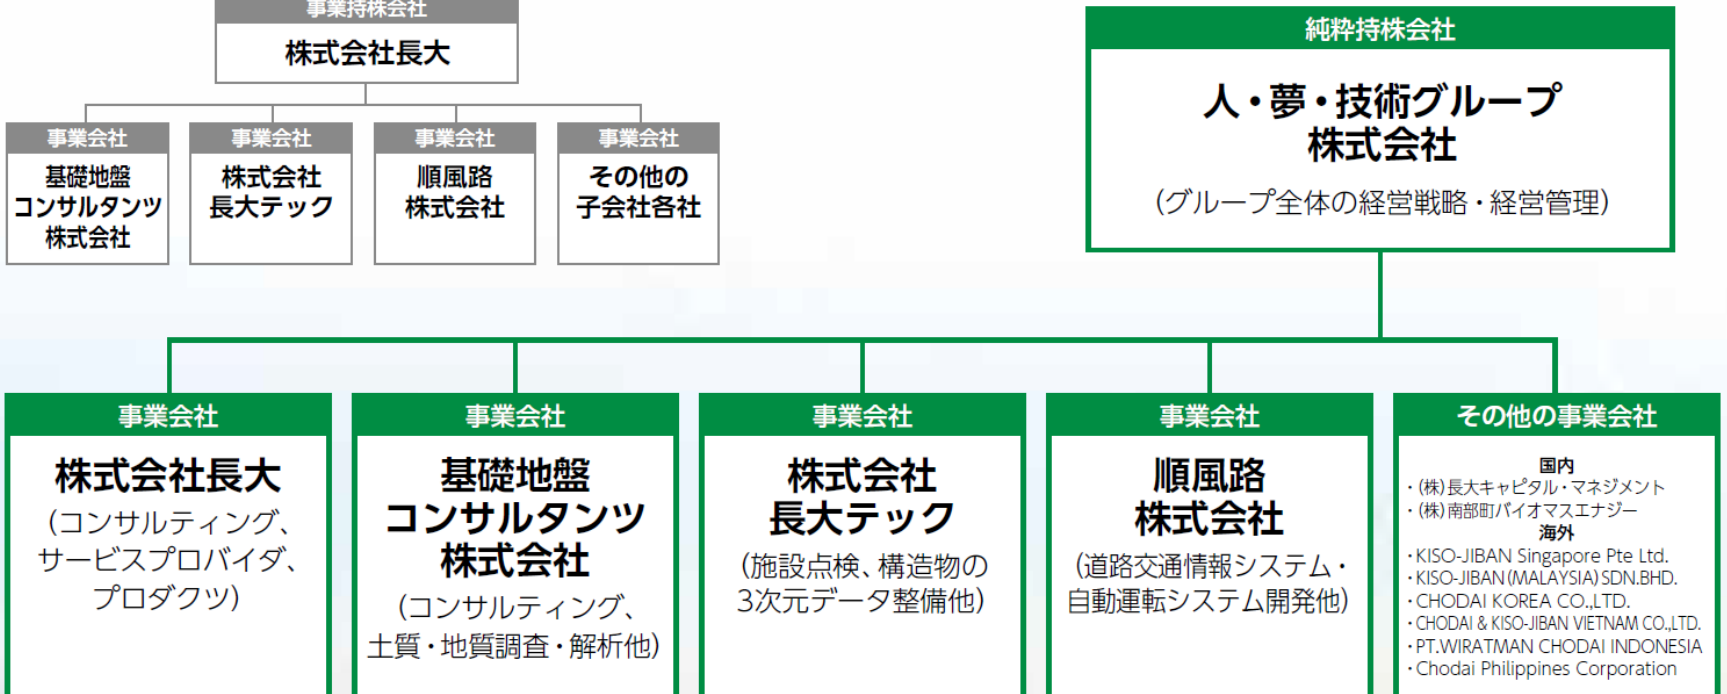 事業持株会社
株式会社長大
事業会社
基礎地盤
コンサルタンツ
株式会社
事業会社
株式会社
長大テック
事業会社
順風路
株式会社
事業会社
その他の
子会社各社
純粋持株会社
人・夢・技術グループ
株式会社
(グループ全体の経営戦略・経営管理)
事業会社
株式会社長大
(コンサルティング、
サービスプロバイダ、
プロダクツ)
事業会社
基礎地盤
コンサルタンツ
株式会社
(コンサルティング、
土質・地質調査・解析他)
事業会社
株式会社
長大テック
(施設点検、構造物の
3次元データ整備他)
事業会社
順風路
株式会社
(道路交通情報システム・
自動運転システム開発他)
その他の事業会社
国内
・(株)長大キャピタル・マネジメント
・(株)南部町バイオマスエナジー
海外
・KISO-JIBAN Singapore Pte Ltd.
・KISO-JIBAN(MALAYSIA)SDN.BHD.
・CHODAI KOREA CO.,LTD.
・CHODAI & KISO-JIBAN VIETNAM CO.,LTD.
・PT.WIRATMAN CHODAI INDONESIA
・Chodai Philippines Corporation